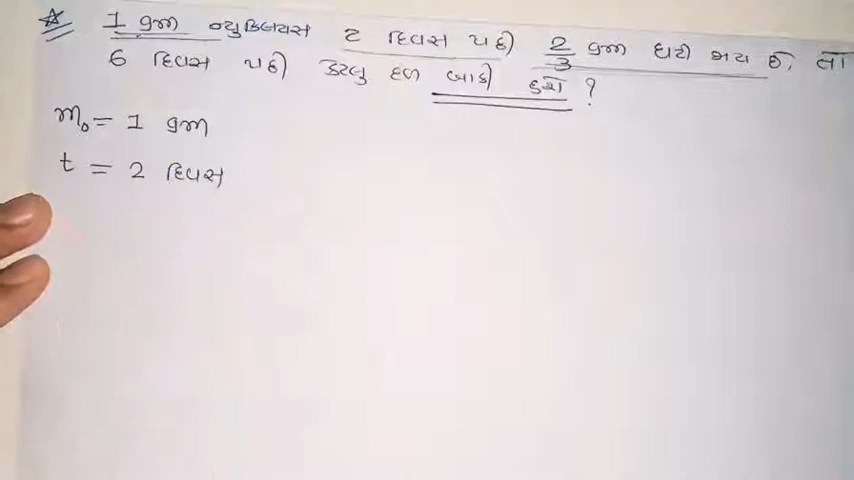 1 ગ્રામ ન્યુક્લિયસ 2 દિવસ પછી 2/3 ગ્રામ ઘટી જાય છે, તો
6 દિવસ પછી કેટલુ દળ બાકી હશે ?
m₀ = 1 ગ્રામ
t = 2 દિવસ